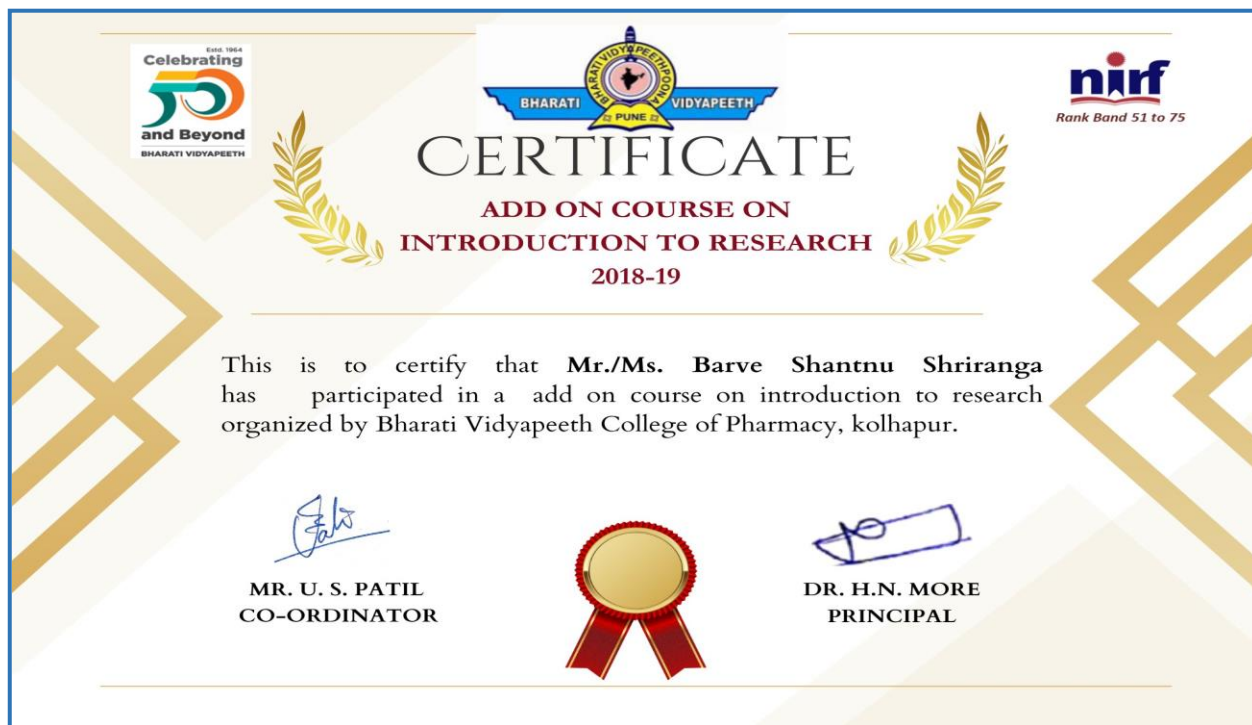 Estd. 1964
Celebrating
50
and Beyond
BHARATI VIDYAPEETH
BHARATI VIDYAPEETH POONA
BHARATI VIDYAPEETH
PUNE
nirf
Rank Band 51 to 75
CERTIFICATE
ADD ON COURSE ON
INTRODUCTION TO RESEARCH
2018-19
This is to certify that Mr./Ms. Barve Shantnu Shriranga
has participated in a add on course on introduction to research
organized by Bharati Vidyapeeth College of Pharmacy, kolhapur.
MR. U. S. PATIL
CO-ORDINATOR
DR. H.N. MORE
PRINCIPAL